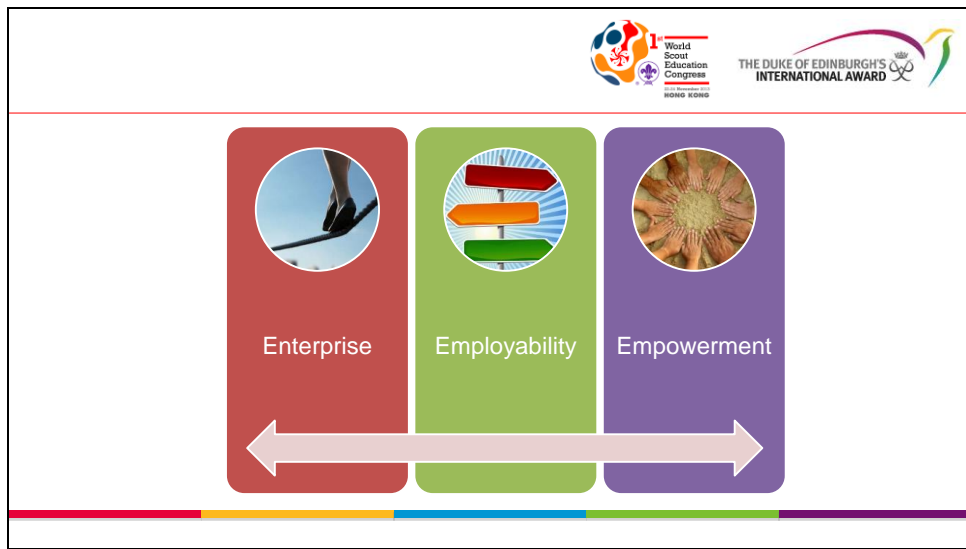 1st World
Scout
Education
Congress
HONG KONG
THE DUKE OF EDINBURGH'S
INTERNATIONAL AWARD
Enterprise
Employability
Empowerment